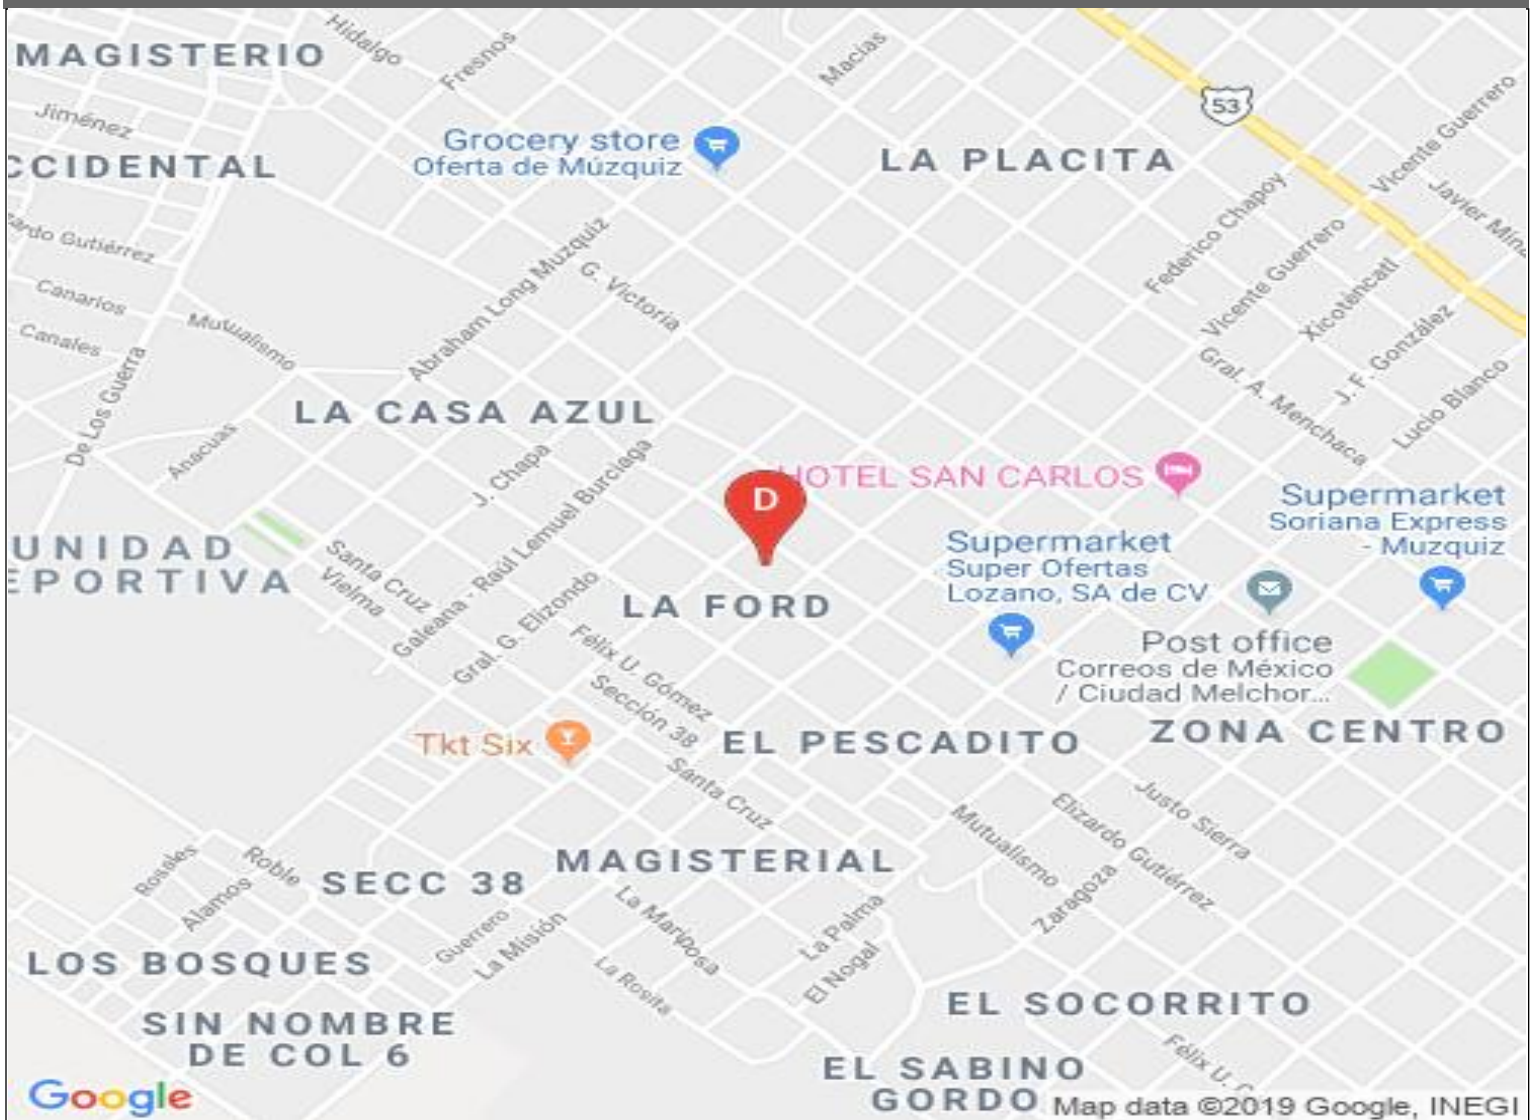 Hidalgo
Fresnos
Macias
MAGISTERIO
53
Jiménez
Grocery store
Oferta de Múzquiz
LA PLACITA
Vicente Guerrero
CCIDENTAL
Javier Mina
Federico Chapoy
ardo Gutiérrez
Abraham Long Muzquiz
G. Victoria
Vicente Guerrero
Xicoténcatl
Canarios
Mutualismo
Canales
J. F. González
Gral. A. Menchaca
De Los Guerra
LA CASA AZUL
Lucio Blanco
Anacuas
J. Chapa
Galeana - Raúl Lemuel Burciaga
D
HOTEL SAN CARLOS
Supermarket
Soriana Express
- Muzquiz
UNIDAD
EPORTIVA
Santa Cruz
Vielma
Supermarket
Super Ofertas
Lozano, SA de CV
Gral. G. Elizondo
LA FORD
Félix U. Gómez
Post office
Correos de México
/ Ciudad Melchor...
Sección 38
Tkt Six
EL PESCADITO
ZONA CENTRO
Santa Cruz
Justo Sierra
Elizardo Gutiérrez
Mutualismo
Rosales
Roble
Alamos
SECC 38
MAGISTERIAL
Zaragoza
Guerrero
La Misión
La Mariposa
La Palma
El Nogal
LOS BOSQUES
La Rosita
EL SOCORRITO
SIN NOMBRE
DE COL 6
Félix U. G
EL SABINO
GORDO
Google
Map data ©2019 Google, INEGI